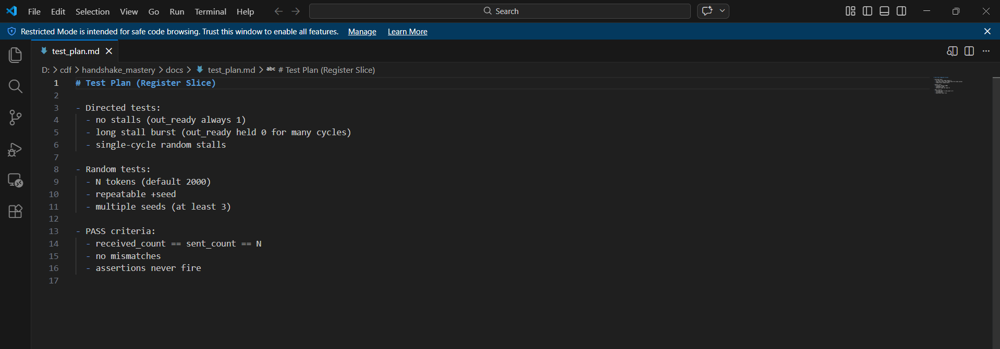 File Edit Selection View Go Run Terminal Help Search
Restricted Mode is intended for safe code browsing. Trust this window to enable all features. Manage Learn More
test_plan.md
D: > cdf > handshake_mastery > docs > test_plan.md > abc # Test Plan (Register Slice)
1 # Test Plan (Register Slice)
2
3 - Directed tests:
4 - no stalls (out_ready always 1)
5 - long stall burst (out_ready held 0 for many cycles)
6 - single-cycle random stalls
7
8 - Random tests:
9 - N tokens (default 2000)
10 - repeatable +seed
11 - multiple seeds (at least 3)
12
13 - PASS criteria:
14 - received_count == sent_count == N
15 - no mismatches
16 - assertions never fire
17